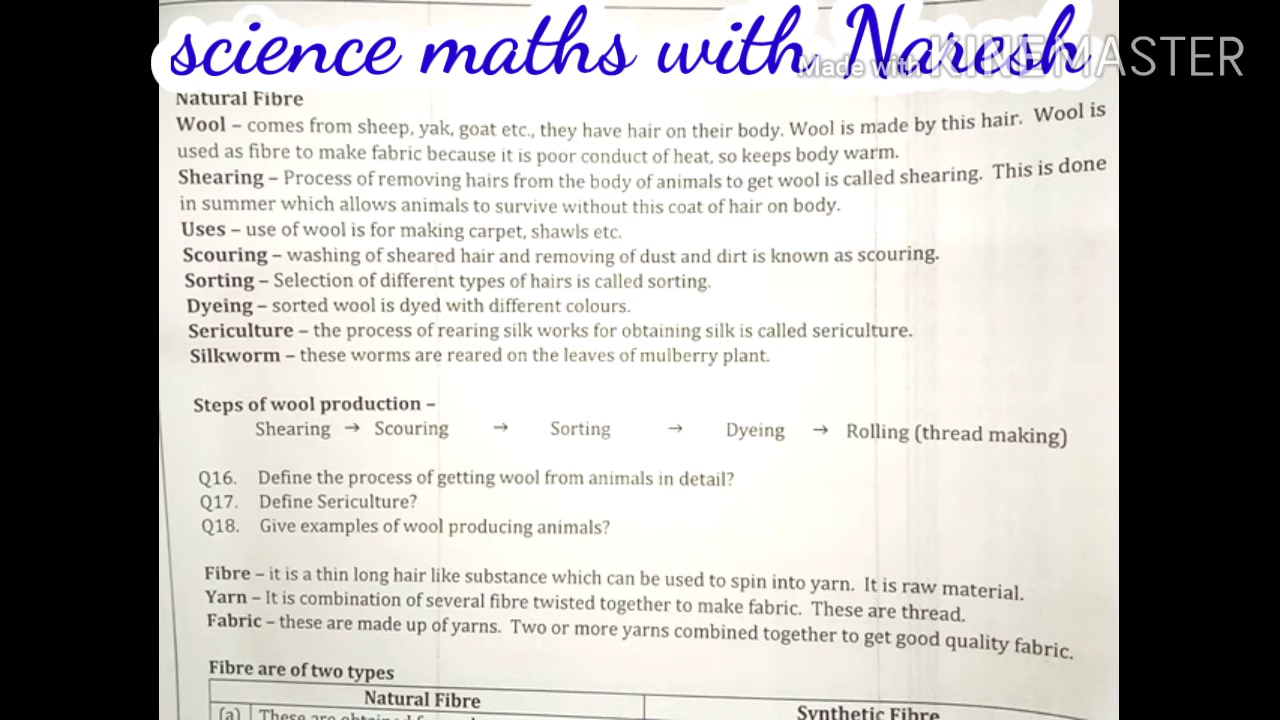 science maths with Naresh
Made with KINEMASTER
Natural Fibre
Wool – comes from sheep, yak, goat etc., they have hair on their body. Wool is made by this hair. Wool is
used as fibre to make fabric because it is poor conduct of heat, so keeps body warm.
Shearing – Process of removing hairs from the body of animals to get wool is called shearing. This is done
in summer which allows animals to survive without this coat of hair on body.
Uses – use of wool is for making carpet, shawls etc.
Scouring – washing of sheared hair and removing of dust and dirt is known as scouring.
Sorting – Selection of different types of hairs is called sorting.
Dyeing – sorted wool is dyed with different colours.
Sericulture – the process of rearing silk works for obtaining silk is called sericulture.
Silkworm – these worms are reared on the leaves of mulberry plant.
Steps of wool production –
Shearing → Scouring → Sorting → Dyeing → Rolling (thread making)
Q16. Define the process of getting wool from animals in detail?
Q17. Define Sericulture?
Q18. Give examples of wool producing animals?
Fibre – it is a thin long hair like substance which can be used to spin into yarn. It is raw material.
Yarn – It is combination of several fibre twisted together to make fabric. These are thread.
Fabric – these are made up of yarns. Two or more yarns combined together to get good quality fabric.
Fibre are of two types
Natural Fibre Synthetic Fibre
(a) These are